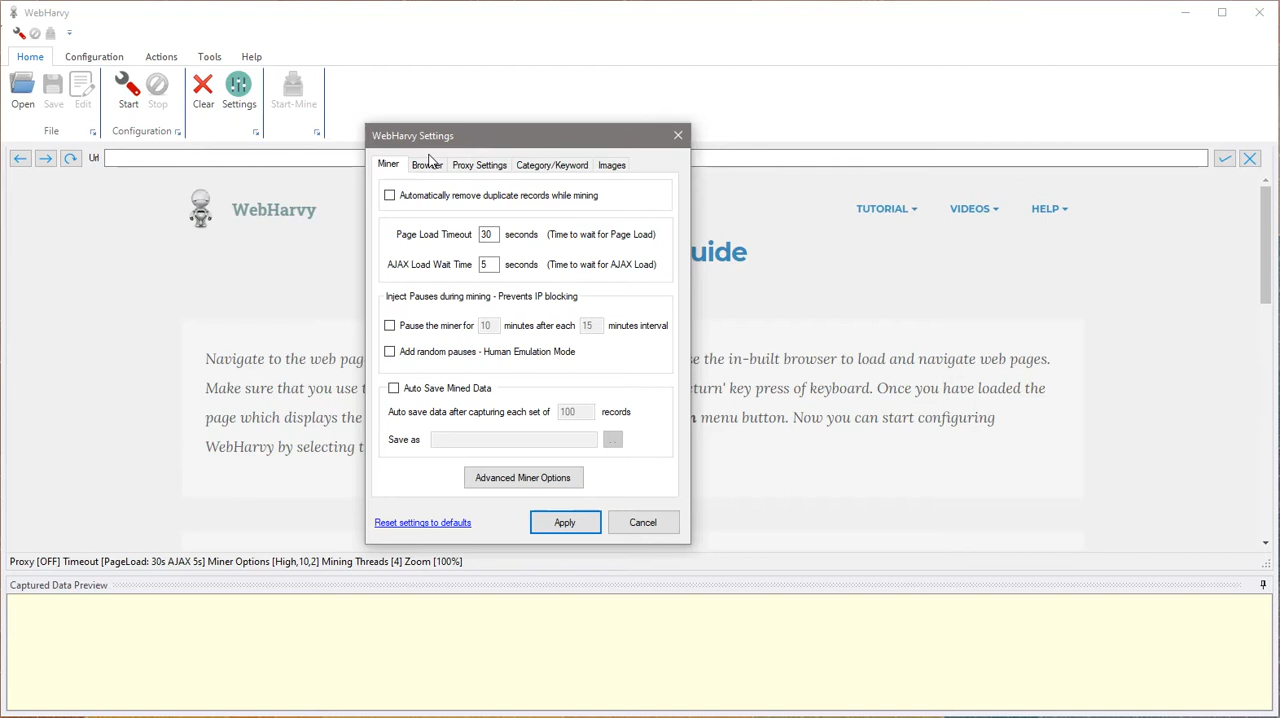 WebHarvy
Home Configuration Actions Tools Help
Open Save Edit Start Stop Clear Settings Start-Mine
File Configuration
Url
WebHarvy
TUTORIAL VIDEOS HELP
uide
Navigate to the web pag
se the in-built browser to load and navigate web pages.
Make sure that you use t
eturn' key press of keyboard. Once you have loaded the
page which displays the
n menu button. Now you can start configuring
WebHarvy by selecting t
WebHarvy Settings
Miner Browser Proxy Settings Category/Keyword Images
Automatically remove duplicate records while mining
Page Load Timeout 30 seconds (Time to wait for Page Load)
AJAX Load Wait Time 5 seconds (Time to wait for AJAX Load)
Inject Pauses during mining - Prevents IP blocking
Pause the miner for 10 minutes after each 15 minutes interval
Add random pauses - Human Emulation Mode
Auto Save Mined Data
Auto save data after capturing each set of 100 records
Save as ..
Advanced Miner Options
Reset settings to defaults Apply Cancel
Proxy [OFF] Timeout [PageLoad: 30s AJAX 5s] Miner Options [High,10,2] Mining Threads [4] Zoom [100%]
Captured Data Preview